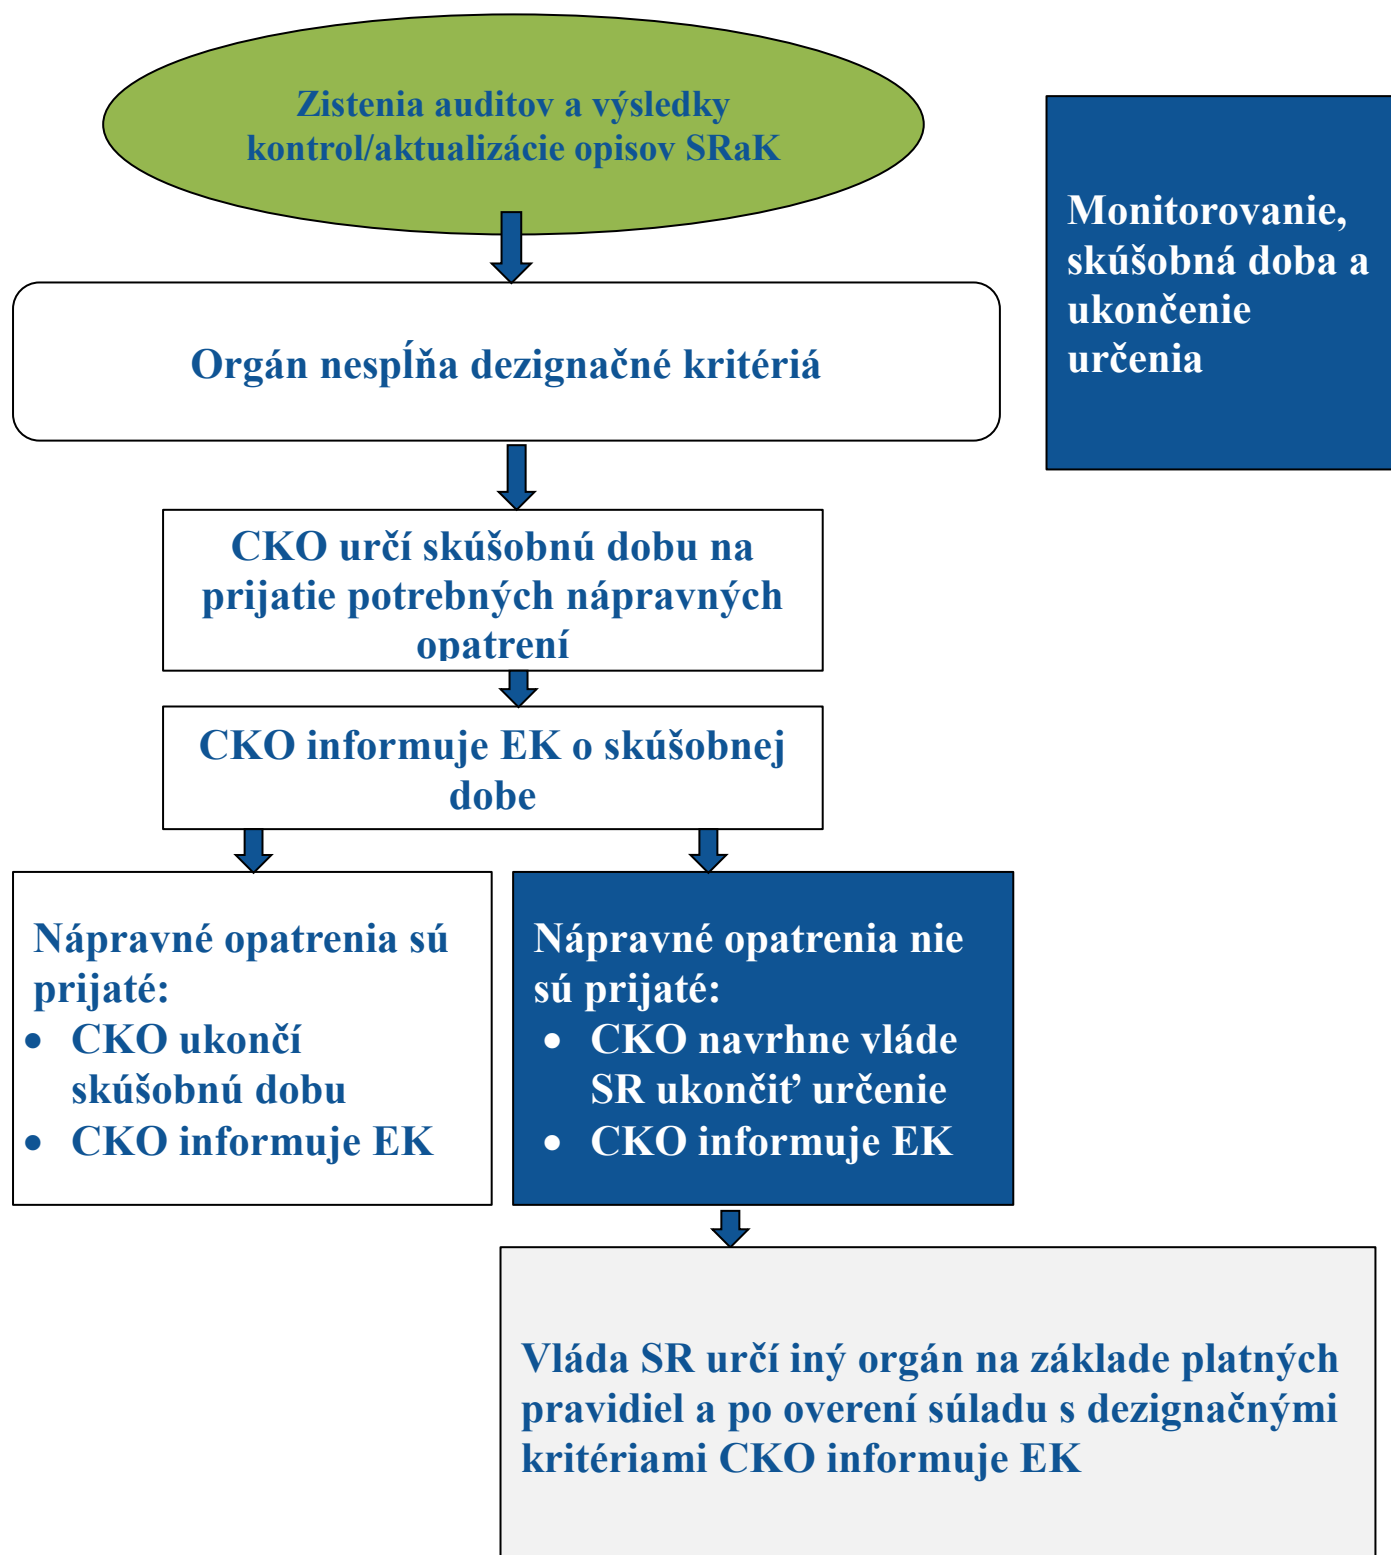 Zistenia auditov a výsledky
kontrol/aktualizácie opisov SRaK
Monitorovanie,
skúšobná doba a
ukončenie
určenia
Orgán nespĺňa dezignačné kritériá
CKO určí skúšobnú dobu na
prijatie potrebných nápravných
opatrení
CKO informuje EK o skúšobnej
dobe
Nápravné opatrenia sú
prijaté:
• CKO ukončí
skúšobnú dobu
• CKO informuje EK
Nápravné opatrenia nie
sú prijaté:
• CKO navrhne vláde
SR ukončiť určenie
• CKO informuje EK
Vláda SR určí iný orgán na základe platných
pravidiel a po overení súladu s dezignačnými
kritériami CKO informuje EK